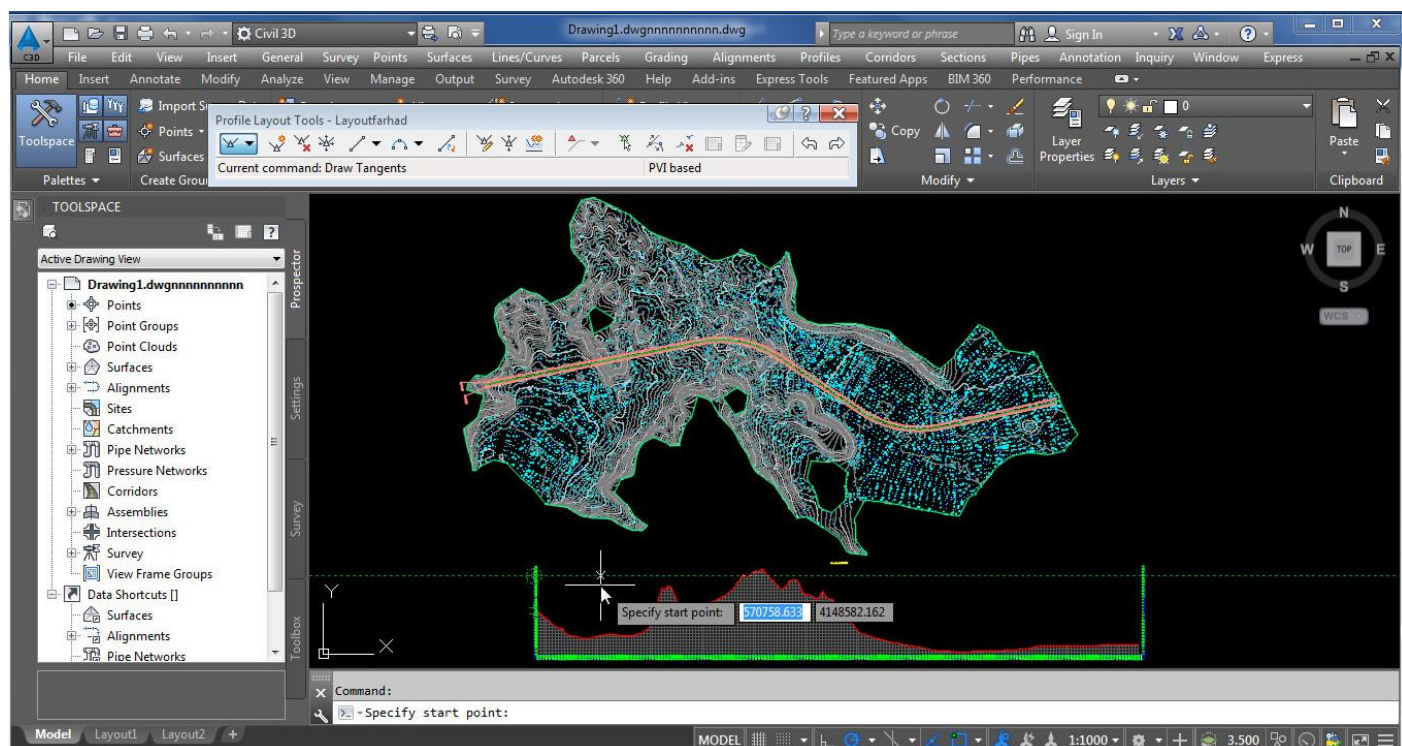 Civil 3D Drawing1.dwgnnnnnnnnnn.dwg Type a keyword or phrase Sign In
C3D File Edit View Insert General Survey Points Surfaces Lines/Curves Parcels Grading Alignments Profiles Corridors Sections Pipes Annotation Inquiry Window Express
Home Insert Annotate Modify Analyze View Manage Output Survey Autodesk 360 Help Add-ins Express Tools Featured Apps BIM 360 Performance
Import
Profile Layout Tools - Layoutfarhad
Toolspace
Points
Surfaces
Current command: Draw Tangents PVI based
Copy
Layer
Properties
0
Paste
Palettes Create Modify Layers Clipboard
TOOLSPACE
Active Drawing View
Drawing1.dwgnnnnnnnnnn
Points
Point Groups
Point Clouds
Surfaces
Alignments
Sites
Catchments
Pipe Networks
Pressure Networks
Corridors
Assemblies
Intersections
Survey
View Frame Groups
Data Shortcuts []
Surfaces
Alignments
Pipe Networks
Prospector
Settings
Survey
Toolbox
N
W TOP E
S
WCS
Y
X
Specify start point: 570758.633 4148582.162
Command:
Specify start point:
Model Layout1 Layout2 + MODEL 1:1000 3.500